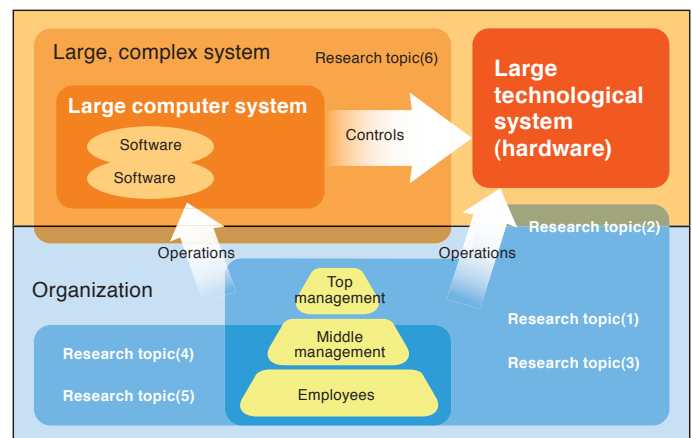 Large, complex system
Research topic(6)
Large computer system
Software
Software
Controls
Large
technological
system
(hardware)
Research topic(2)
Operations
Operations
Organization
Top
management
Middle
management
Employees
Research topic(4)
Research topic(5)
Research topic(1)
Research topic(3)